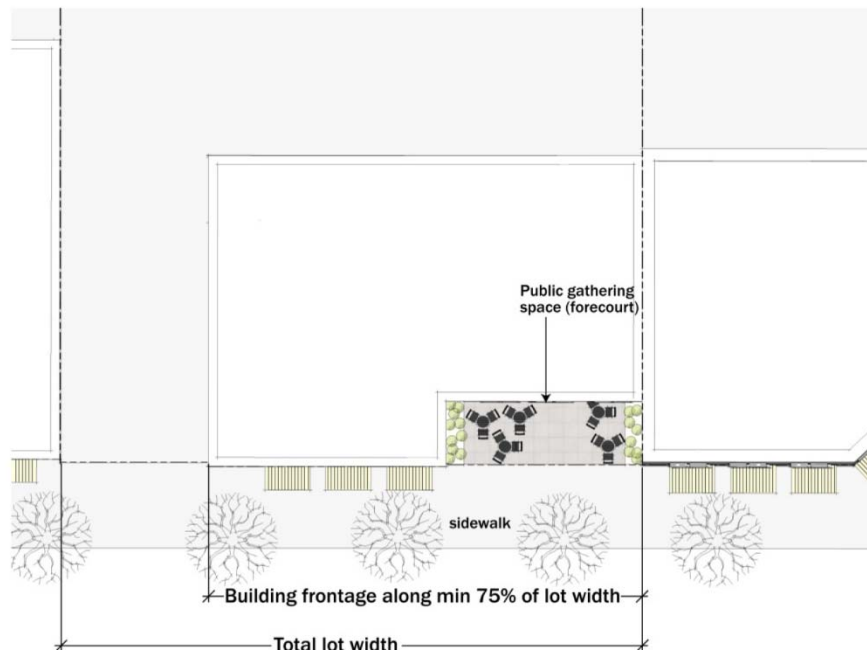 Public gathering
space (forecourt)
sidewalk
Building frontage along min 75% of lot width
Total lot width